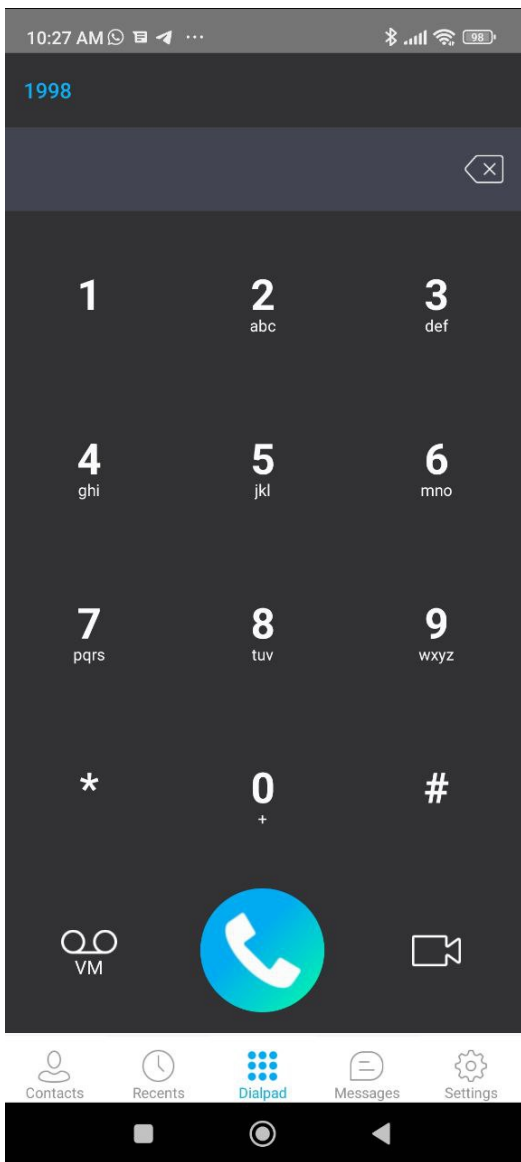 10:27 AM 98
1998
1 2 3
abc def
4 5 6
ghi jkl mno
7 8 9
pqrs tuv wxyz
* 0 #
+
VM
Contacts Recents Dialpad Messages Settings